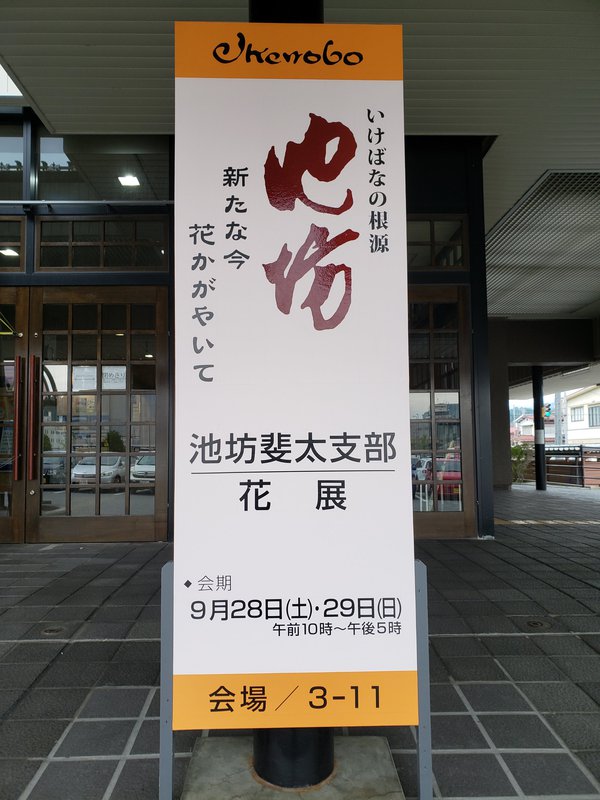 Ikenobo
いけばなの根源
池坊
新たな今
花かがやいて
池坊斐太支部
花 展
◆会期
9月28日(土)・29日(日)
午前10時〜午後5時
会場／3-11